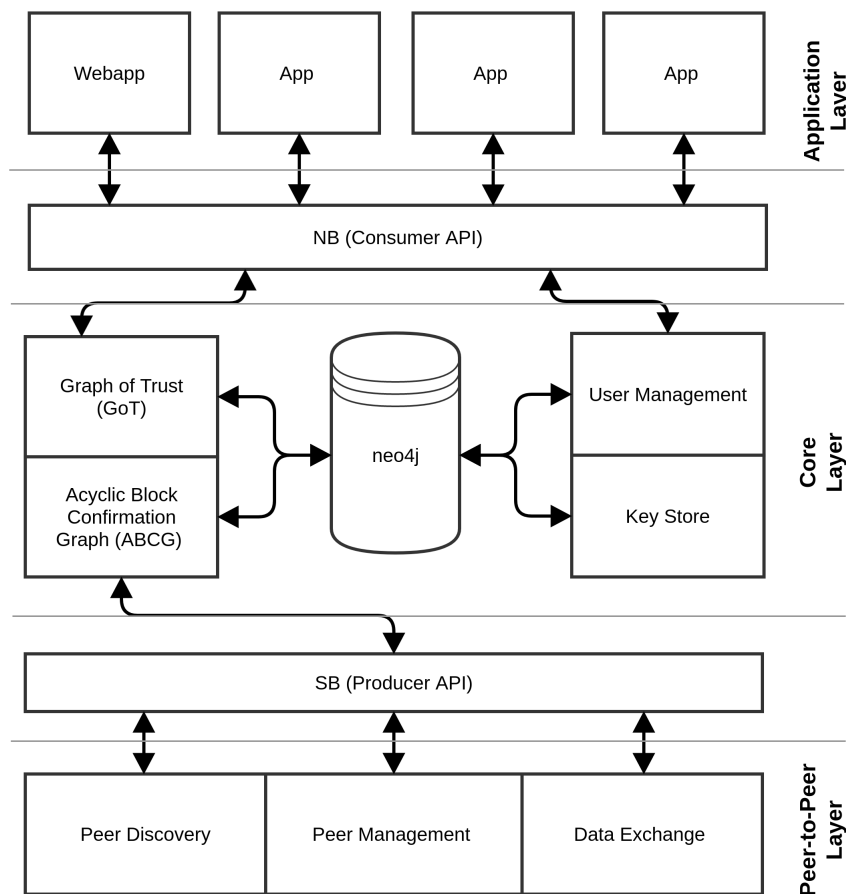 Webapp
App
App
App
Application
Layer
NB (Consumer API)
Graph of Trust
(GoT)
Acyclic Block
Confirmation
Graph (ABCG)
neo4j
User Management
Key Store
Core
Layer
SB (Producer API)
Peer Discovery
Peer Management
Data Exchange
Peer-to-Peer
Layer